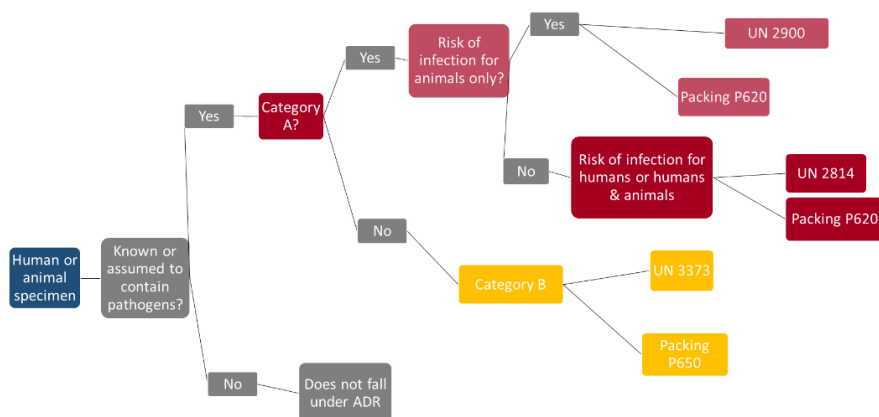 Yes
UN 2900
Risk of
infection for
animals only?
Yes
Packing P620
Category
A?
Yes
Risk of infection for
humans or humans
& animals
No
UN 2814
Packing P620
No
Human or
animal
specimen
Known or
assumed to
contain
pathogens?
Category B
UN 3373
Packing
P650
No
Does not fall
under ADR